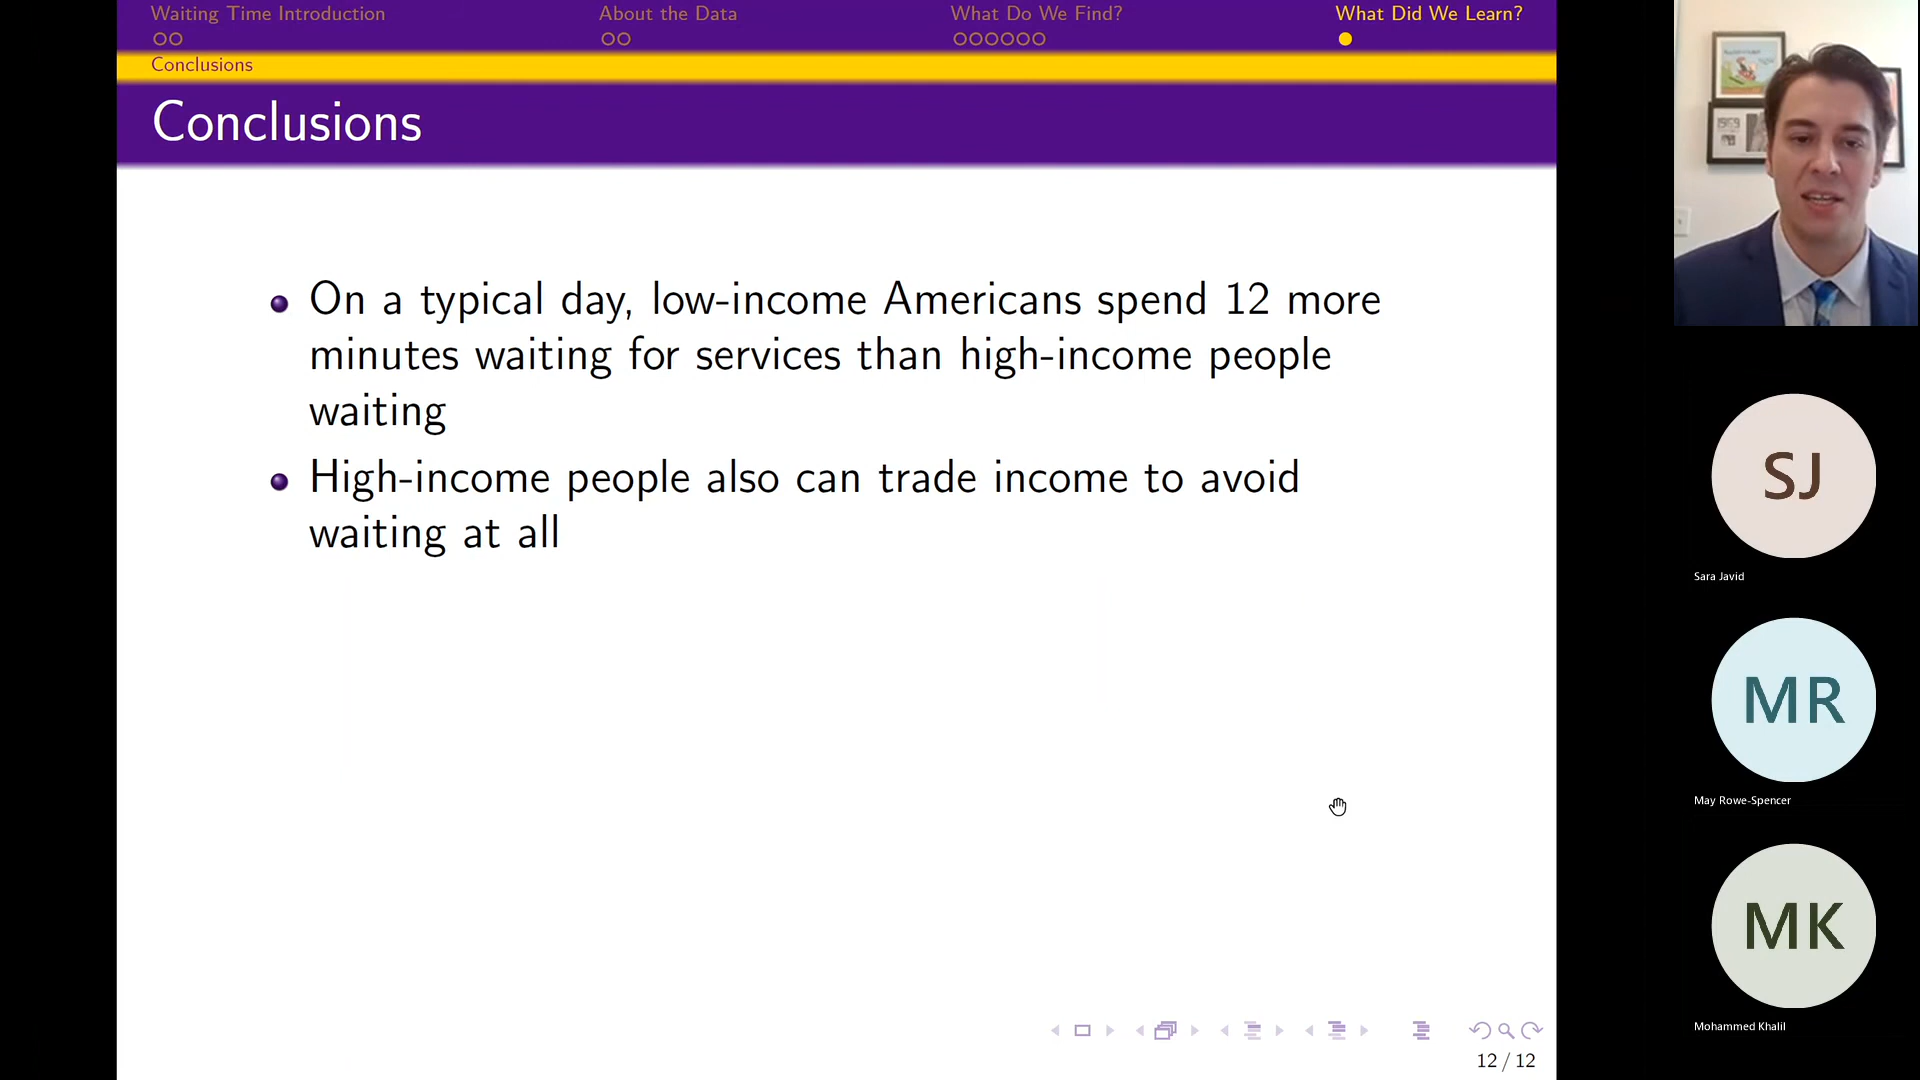 Waiting Time Introduction
About the Data
What Do We Find?
What Did We Learn?
Conclusions
Conclusions
On a typical day, low-income Americans spend 12 more
minutes waiting for services than high-income people
waiting
High-income people also can trade income to avoid
waiting at all
12 / 12
SJ
Sara Javid
MR
May Rowe-Spencer
MK
Mohammed Khalil